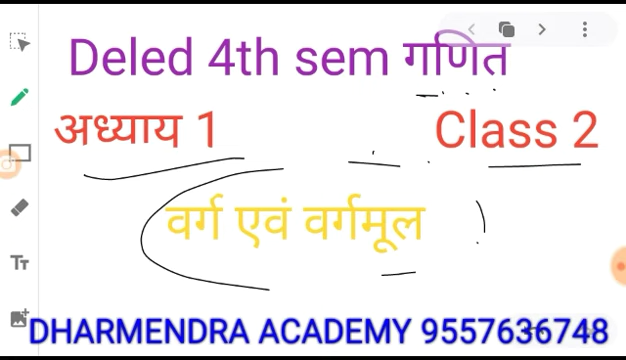 Deled 4th sem गणित
अध्याय 1 Class 2
वर्ग एवं वर्गमूल
DHARMENDRA ACADEMY 9557636748